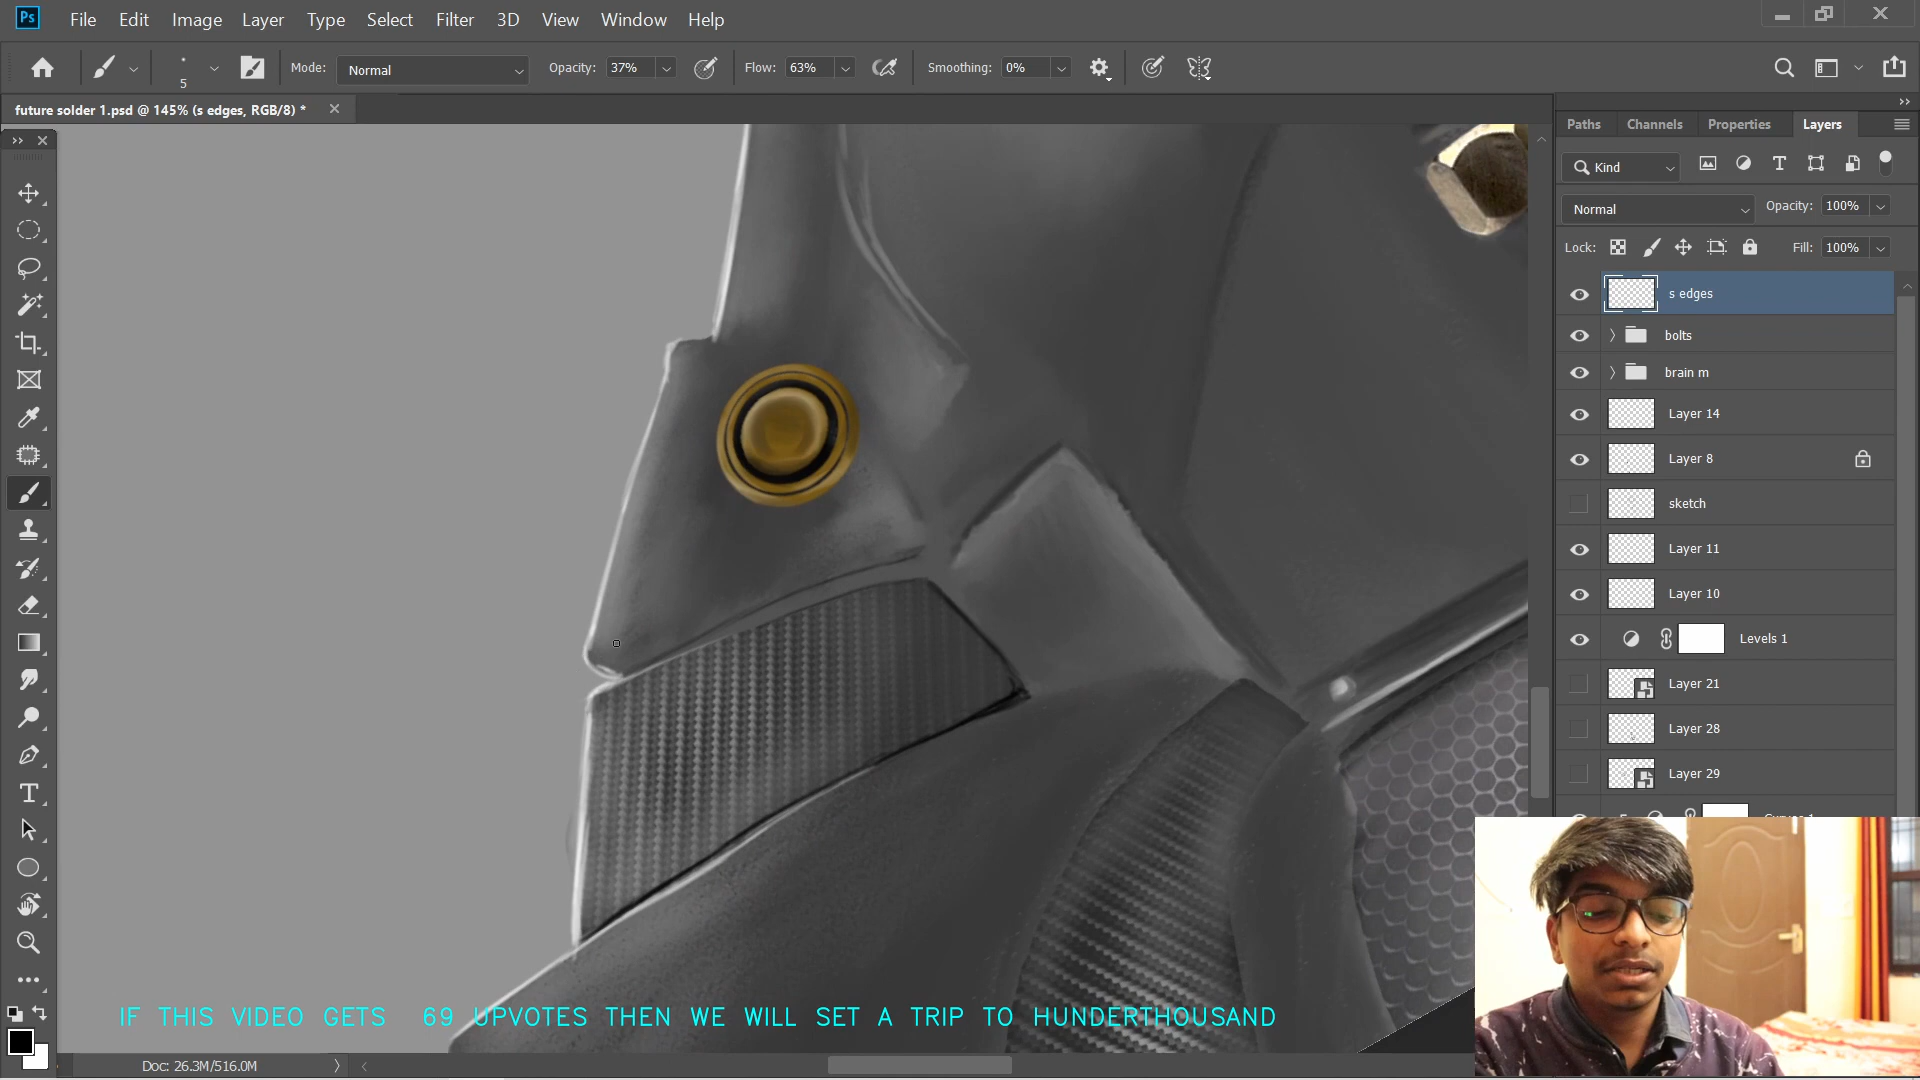 Ps File Edit Image Layer Type Select Filter 3D View Window Help
5 Mode: Normal Opacity: 37% Flow: 63% Smoothing: 0%
future solder 1.psd @ 145% (s edges, RGB/8) *
Paths Channels Properties Layers
Kind
Normal Opacity: 100%
Lock: Fill: 100%
s edges
bolts
brain m
Layer 14
Layer 8
sketch
Layer 11
Layer 10
Levels 1
Layer 21
Layer 28
Layer 29
IF THIS VIDEO GETS 69 UPVOTES THEN WE WILL SET A TRIP TO HUNDERTHOUSAND
Doc: 26.3M/516.0M